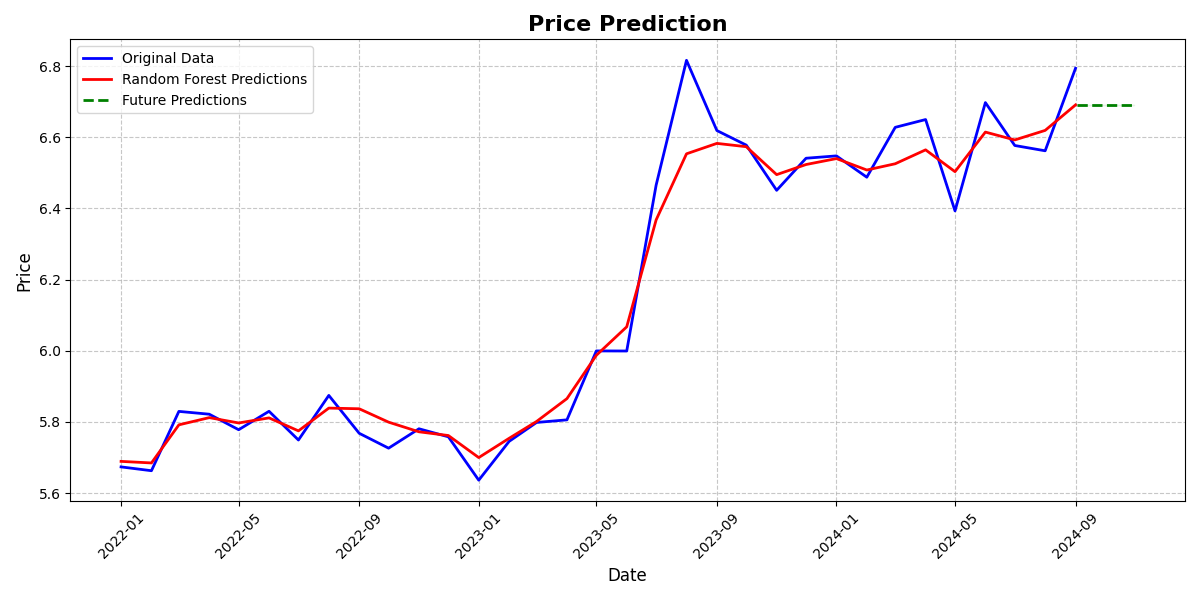 Price Prediction
Original Data
Random Forest Predictions
Future Predictions
6.8
6.6
6.4
6.2
6.0
5.8
5.6
Price
2022-01
2022-05
2022-09
2023-01
2023-05
2023-09
2024-01
2024-05
2024-09
Date